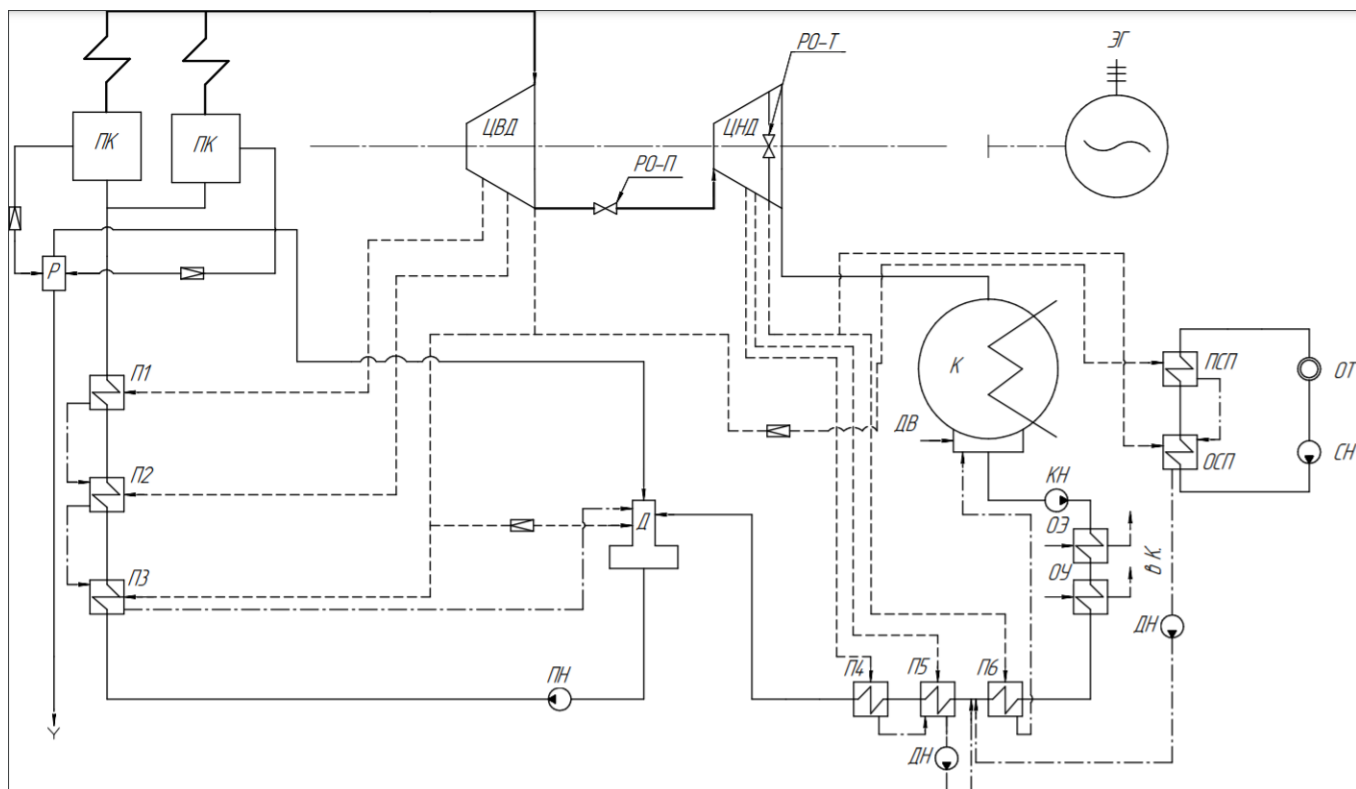 РО-Т
ЭГ
ПК
ПК
ЦВД
ЦНД
РО-П
Р
П1
К
ПСП
ОТ
ДВ
СН
ОСП
П2
КН
Д
ОЭ
в К.
П3
ОУ
ДН
ПН
П4
П5
П6
ДН